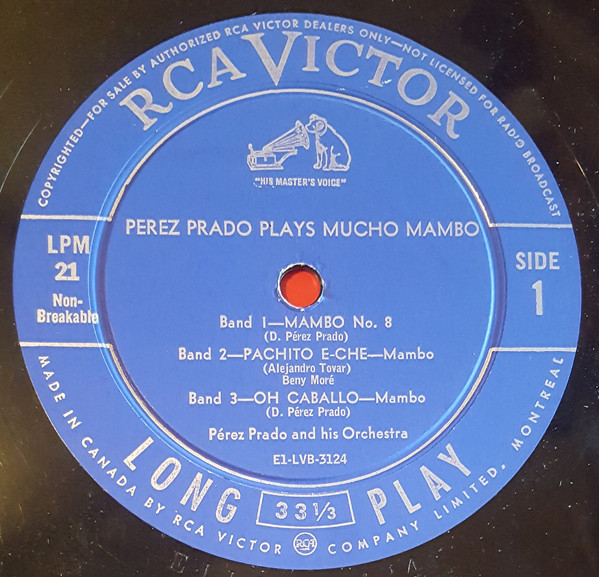 COPYRIGHTED—FOR SALE BY AUTHORIZED RCA VICTOR DEALERS ONLY—NOT LICENSED FOR RADIO BROADCAST
RCA VICTOR
"HIS MASTER'S VOICE"
PEREZ PRADO PLAYS MUCHO MAMBO
LPM
21
Non-
Breakable
SIDE
1
Band 1—MAMBO No. 8
(D. Pérez Prado)
Band 2—PACHITO E-CHE—Mambo
(Alejandro Tovar)
Beny Moré
Band 3—OH CABALLO—Mambo
(D. Pérez Prado)
Pérez Prado and his Orchestra
E1-LVB-3124
LONG 33 1/3 PLAY
MADE IN CANADA BY RCA VICTOR RCA COMPANY LIMITED, MONTREAL